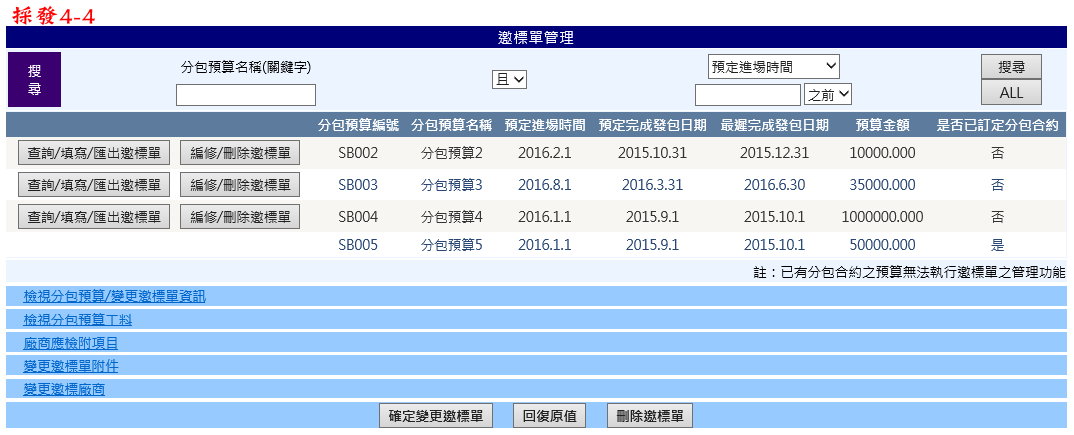 採發4-4
邀標單管理
搜尋
分包預算名稱(關鍵字)
且
預定進場時間
之前
搜尋
ALL
分包預算編號 分包預算名稱 預定進場時間 預定完成發包日期 最遲完成發包日期 預算金額 是否已訂定分包合約
查詢/填寫/匯出邀標單 編修/刪除邀標單 SB002 分包預算2 2016.2.1 2015.10.31 2015.12.31 10000.000 否
查詢/填寫/匯出邀標單 編修/刪除邀標單 SB003 分包預算3 2016.8.1 2016.3.31 2016.6.30 35000.000 否
查詢/填寫/匯出邀標單 編修/刪除邀標單 SB004 分包預算4 2016.1.1 2015.9.1 2015.10.1 1000000.000 否
SB005 分包預算5 2016.1.1 2015.9.1 2015.10.1 50000.000 是
註：已有分包合約之預算無法執行邀標單之管理功能
檢視分包預算/變更邀標單資訊
檢視分包預算工料
廠商應檢附項目
變更邀標單附件
變更邀標廠商
確定變更邀標單 回復原值 刪除邀標單